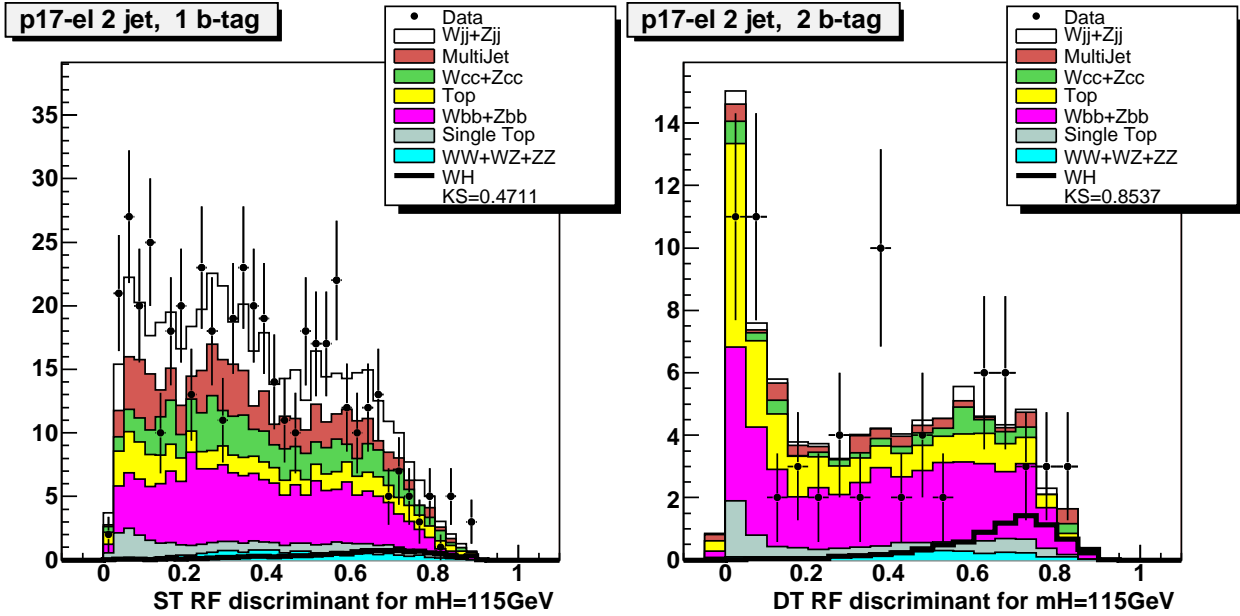 p17-el 2 jet, 1 b-tag
Data
Wjj+Zjj
MultiJet
Wcc+Zcc
Top
Wbb+Zbb
Single Top
WW+WZ+ZZ
WH
KS=0.4711
35
30
25
20
15
10
5
0
0 0.2 0.4 0.6 0.8 1
ST RF discriminant for mH=115GeV
p17-el 2 jet, 2 b-tag
Data
Wjj+Zjj
MultiJet
Wcc+Zcc
Top
Wbb+Zbb
Single Top
WW+WZ+ZZ
WH
KS=0.8537
14
12
10
8
6
4
2
0
0 0.2 0.4 0.6 0.8 1
DT RF discriminant for mH=115GeV